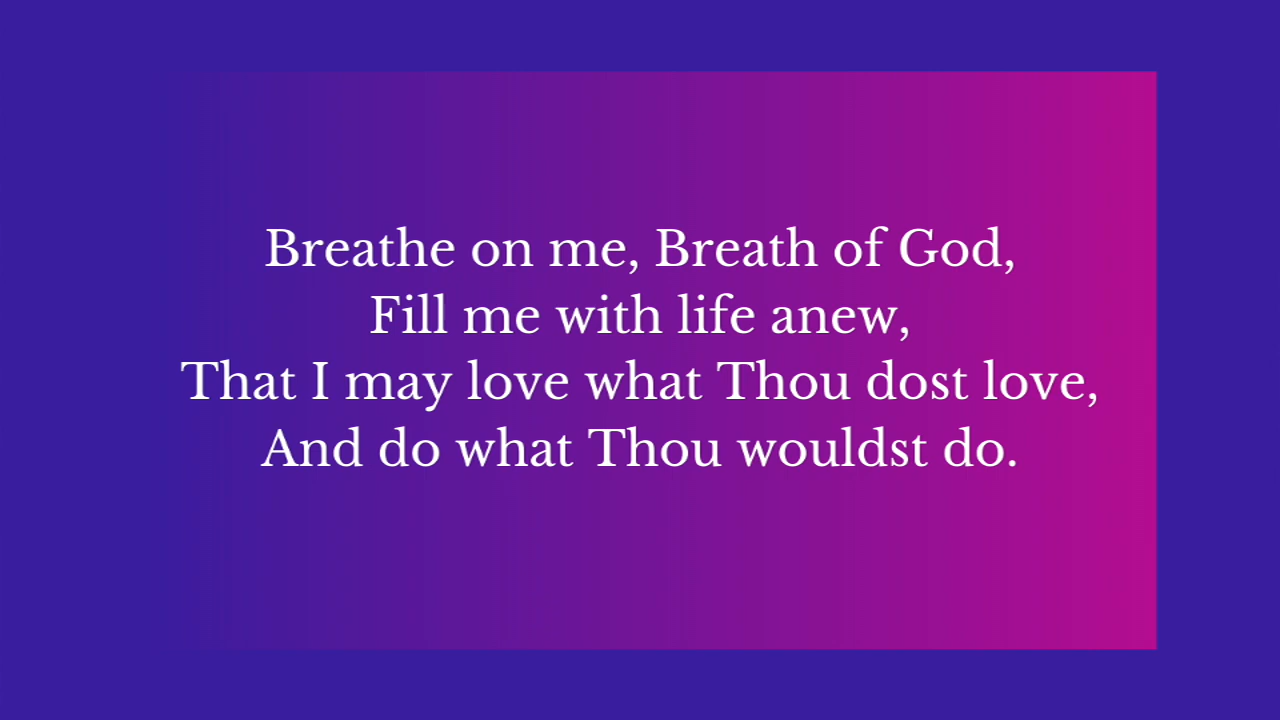 Breathe on me, Breath of God,
Fill me with life anew,
That I may love what Thou dost love,
And do what Thou wouldst do.